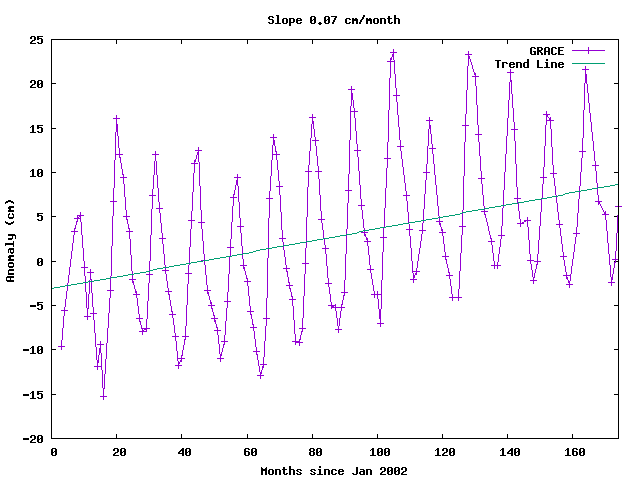 Slope 0.07 cm/month
25
GRACE
Trend Line
20
15
10
5
0
-5
-10
-15
-20
Anomaly (cm)
0 20 40 60 80 100 120 140 160
Months since Jan 2002